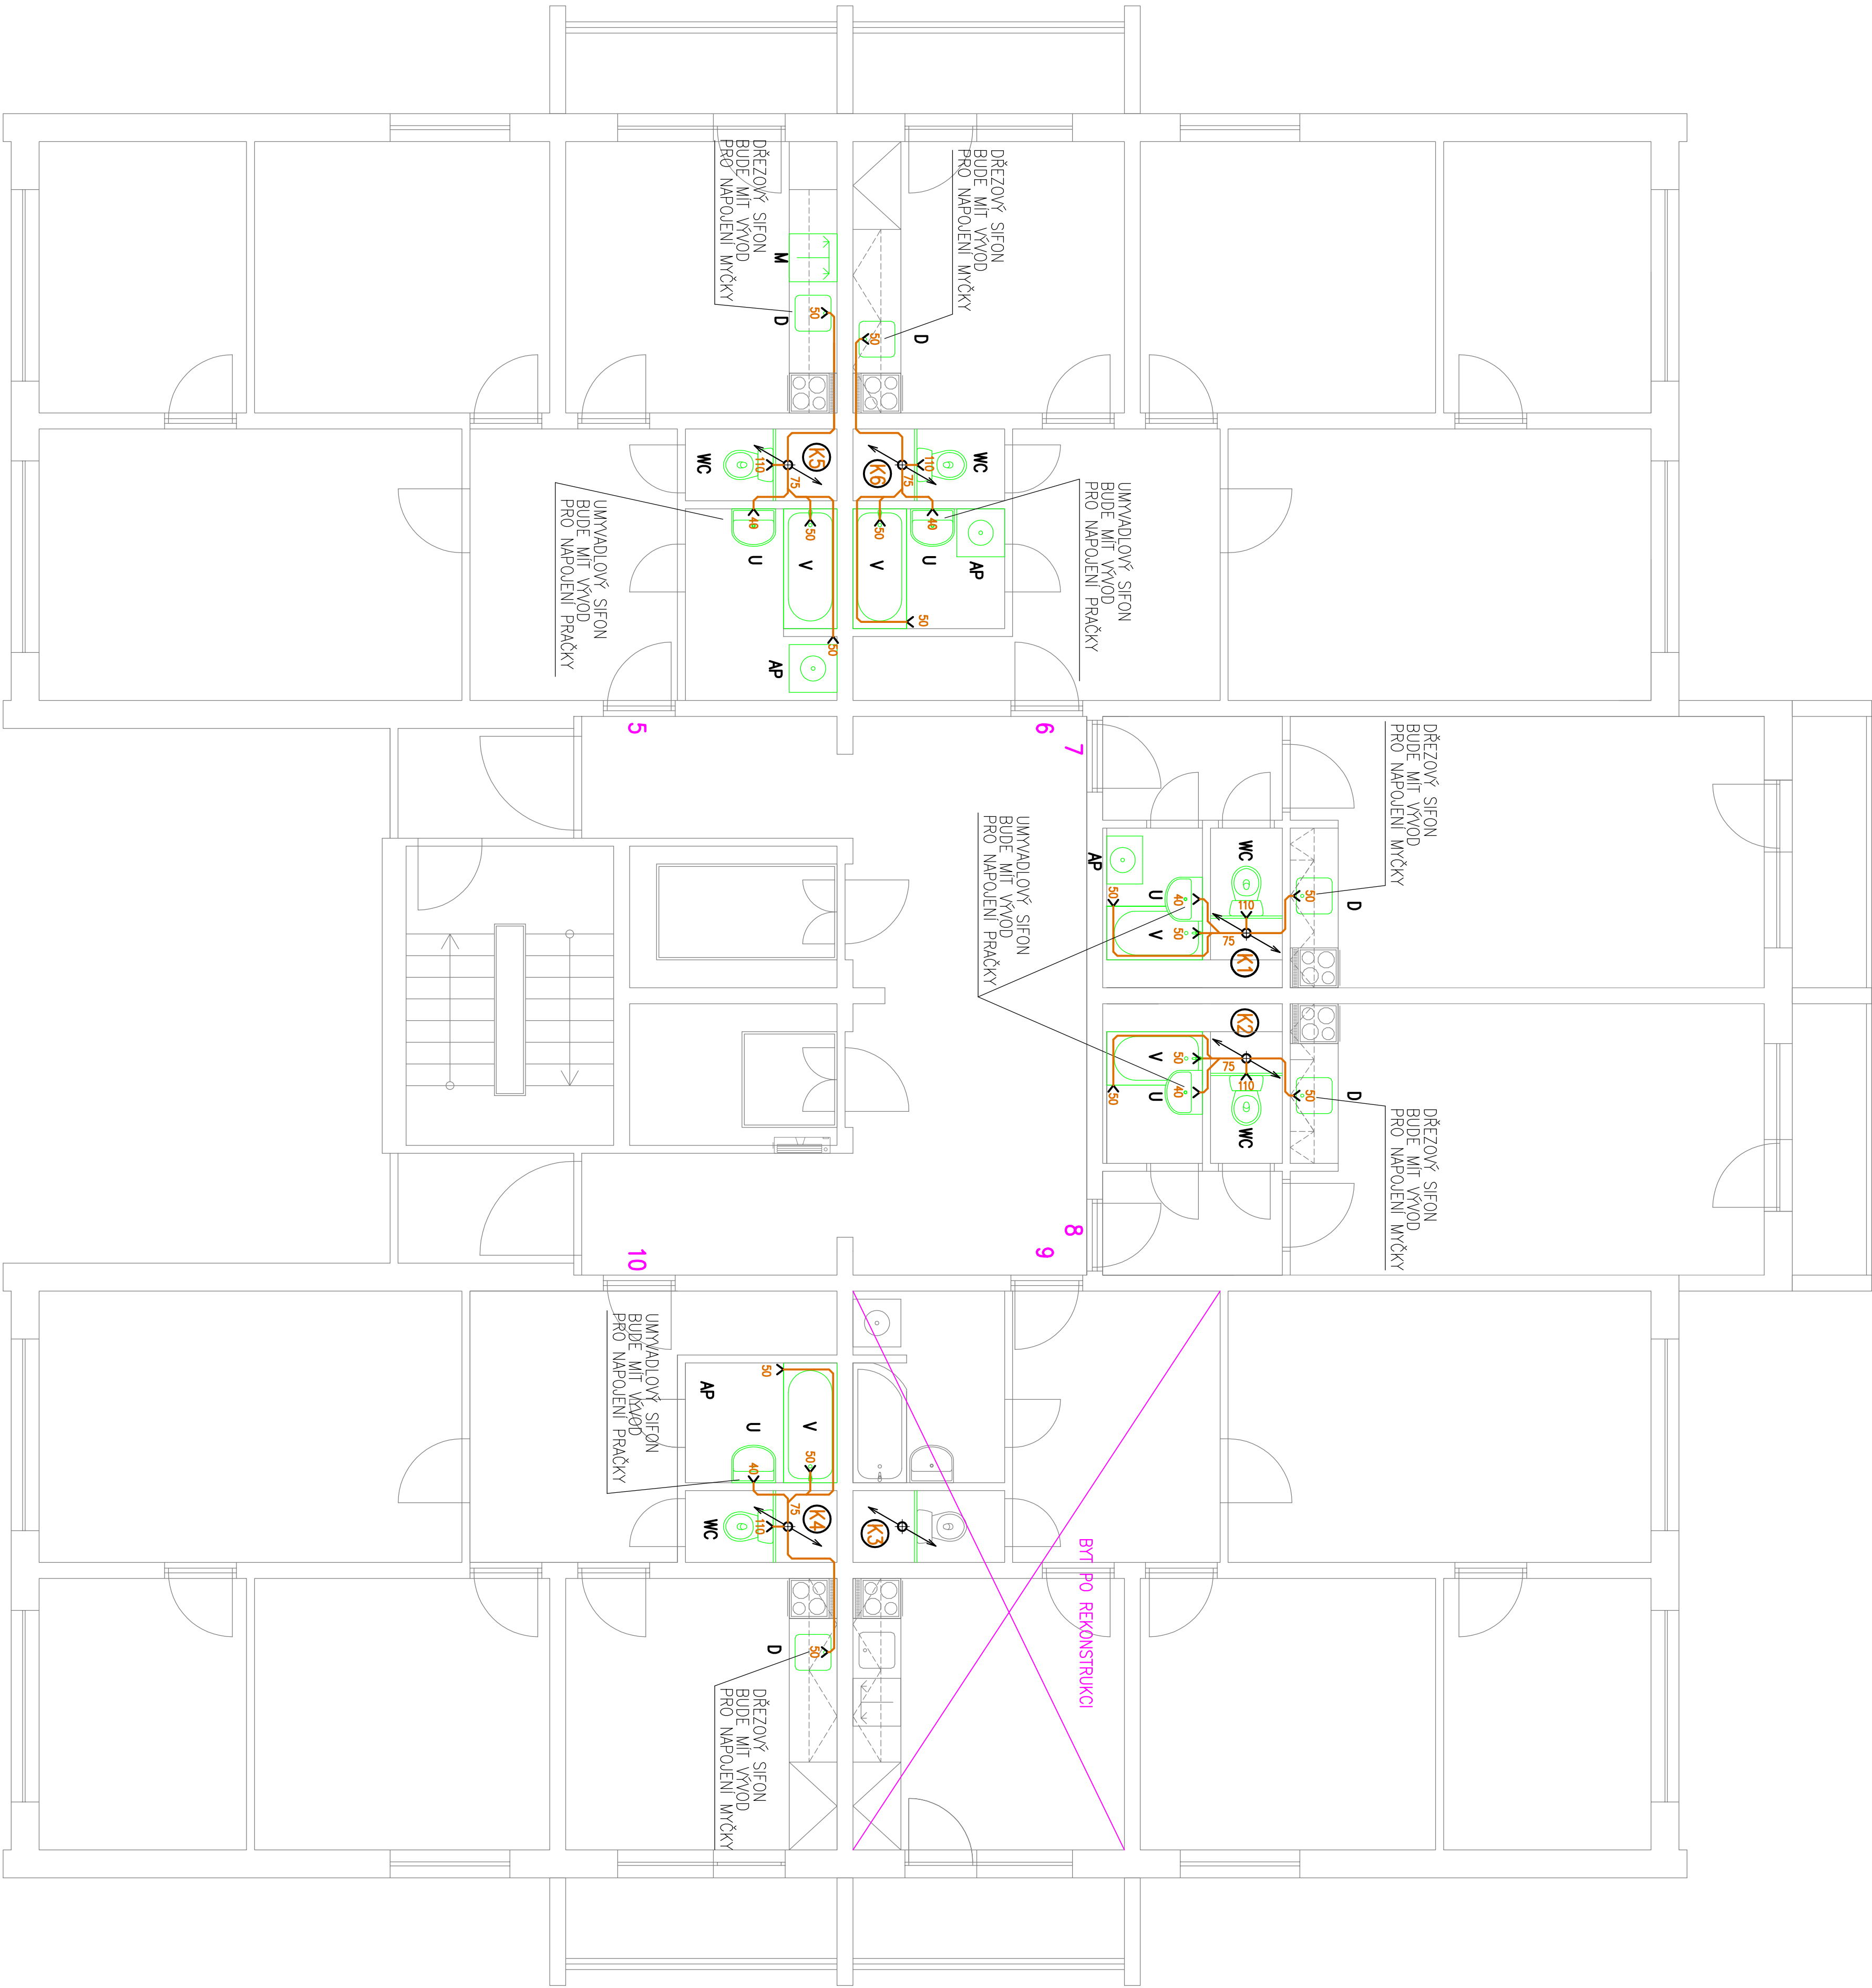 DŘEZOVÝ SIFON
BUDE MÍT VÝVOD
PRO NAPOJENÍ MYČKY
DŘEZOVÝ SIFON
BUDE MÍT VÝVOD
PRO NAPOJENÍ MYČKY
M
D
50
D
50
WC
K5
110
75
WC
K6
110
75
UMYVADLOVÝ SIFON
BUDE MÍT VÝVOD
PRO NAPOJENÍ PRAČKY
UMYVADLOVÝ SIFON
BUDE MÍT VÝVOD
PRO NAPOJENÍ PRAČKY
40
50
U
V
50
AP
50
40
V
U
AP
50
5
6
7
DŘEZOVÝ SIFON
BUDE MÍT VÝVOD
PRO NAPOJENÍ MYČKY
UMYVADLOVÝ SIFON
BUDE MÍT VÝVOD
PRO NAPOJENÍ PRAČKY
AP
50
U
40
V
50
WC
110
75
K1
50
D
K2
V
50
75
110
U
40
50
WC
50
D
DŘEZOVÝ SIFON
BUDE MÍT VÝVOD
PRO NAPOJENÍ MYČKY
8
9
10
UMYVADLOVÝ SIFON
BUDE MÍT VÝVOD
PRO NAPOJENÍ PRAČKY
50
AP
U
V
40
50
75
K4
110
WC
K3
BYT PO REKONSTRUKCI
D
50
DŘEZOVÝ SIFON
BUDE MÍT VÝVOD
PRO NAPOJENÍ MYČKY